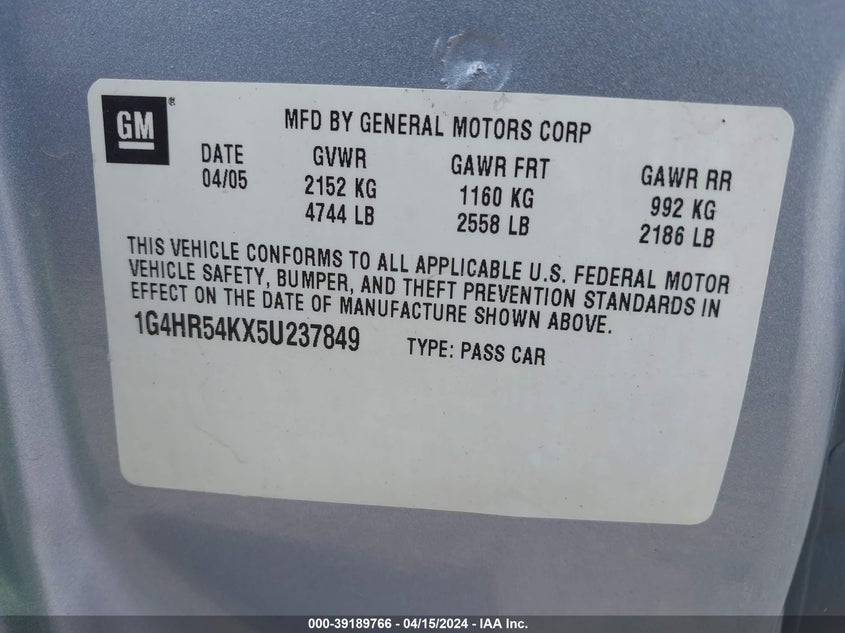 GM®
MFD BY GENERAL MOTORS CORP
DATE GVWR GAWR FRT GAWR RR
04/05 2152 KG 1160 KG 992 KG
4744 LB 2558 LB 2186 LB
THIS VEHICLE CONFORMS TO ALL APPLICABLE U.S. FEDERAL MOTOR
VEHICLE SAFETY, BUMPER, AND THEFT PREVENTION STANDARDS IN
EFFECT ON THE DATE OF MANUFACTURE SHOWN ABOVE.
1G4HR54KX5U237849 TYPE: PASS CAR
000-39189766 - 04/15/2024 - IAA Inc.